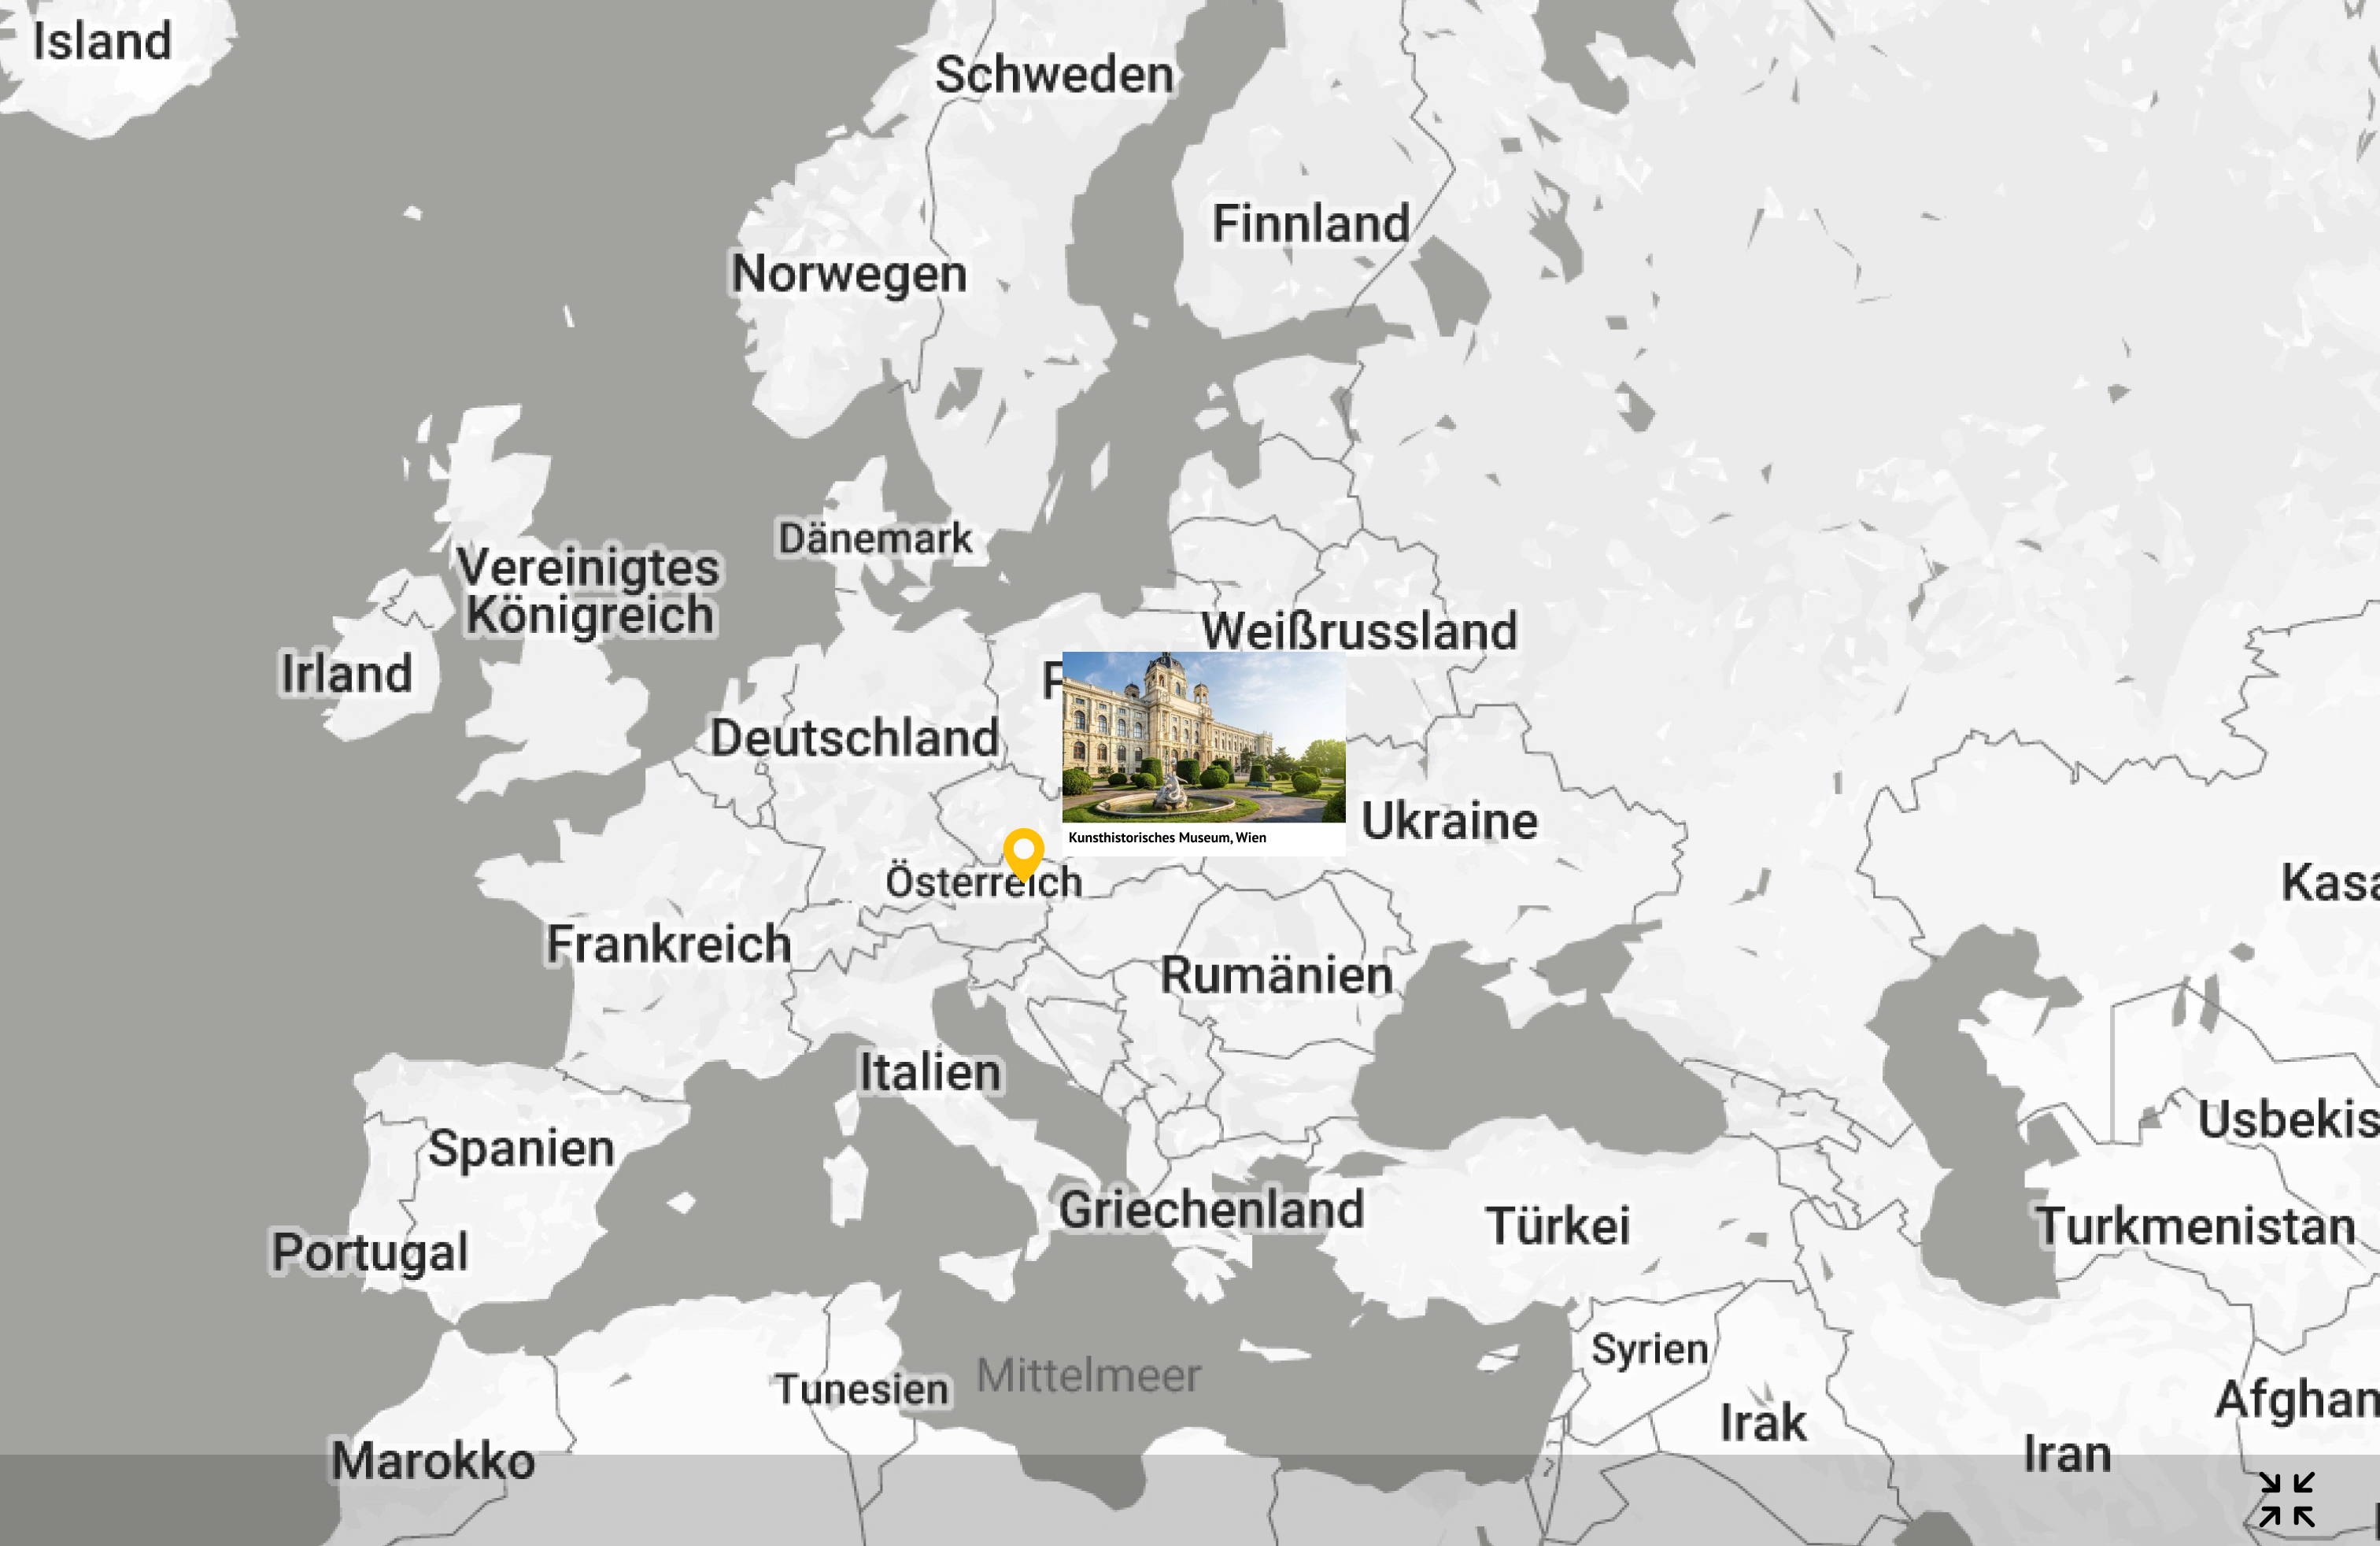 Island
Schweden
Finnland
Norwegen
Dänemark
Vereinigtes
Königreich
Weißrussland
Irland
Deutschland
Ukraine
Kunsthistorisches Museum, Wien
Österreich
Frankreich
Rumänien
Italien
Usbekis
Spanien
Griechenland
Türkei
Turkmenistan
Portugal
Syrien
Mittelmeer
Tunesien
Afghan
Irak
Iran
Marokko
Kasa